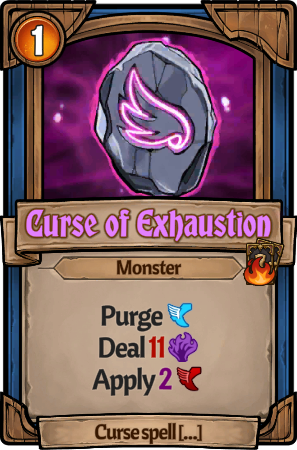 1
Curse of Exhaustion
Monster
Purge
Deal 11
Apply 2
Curse spell [...]